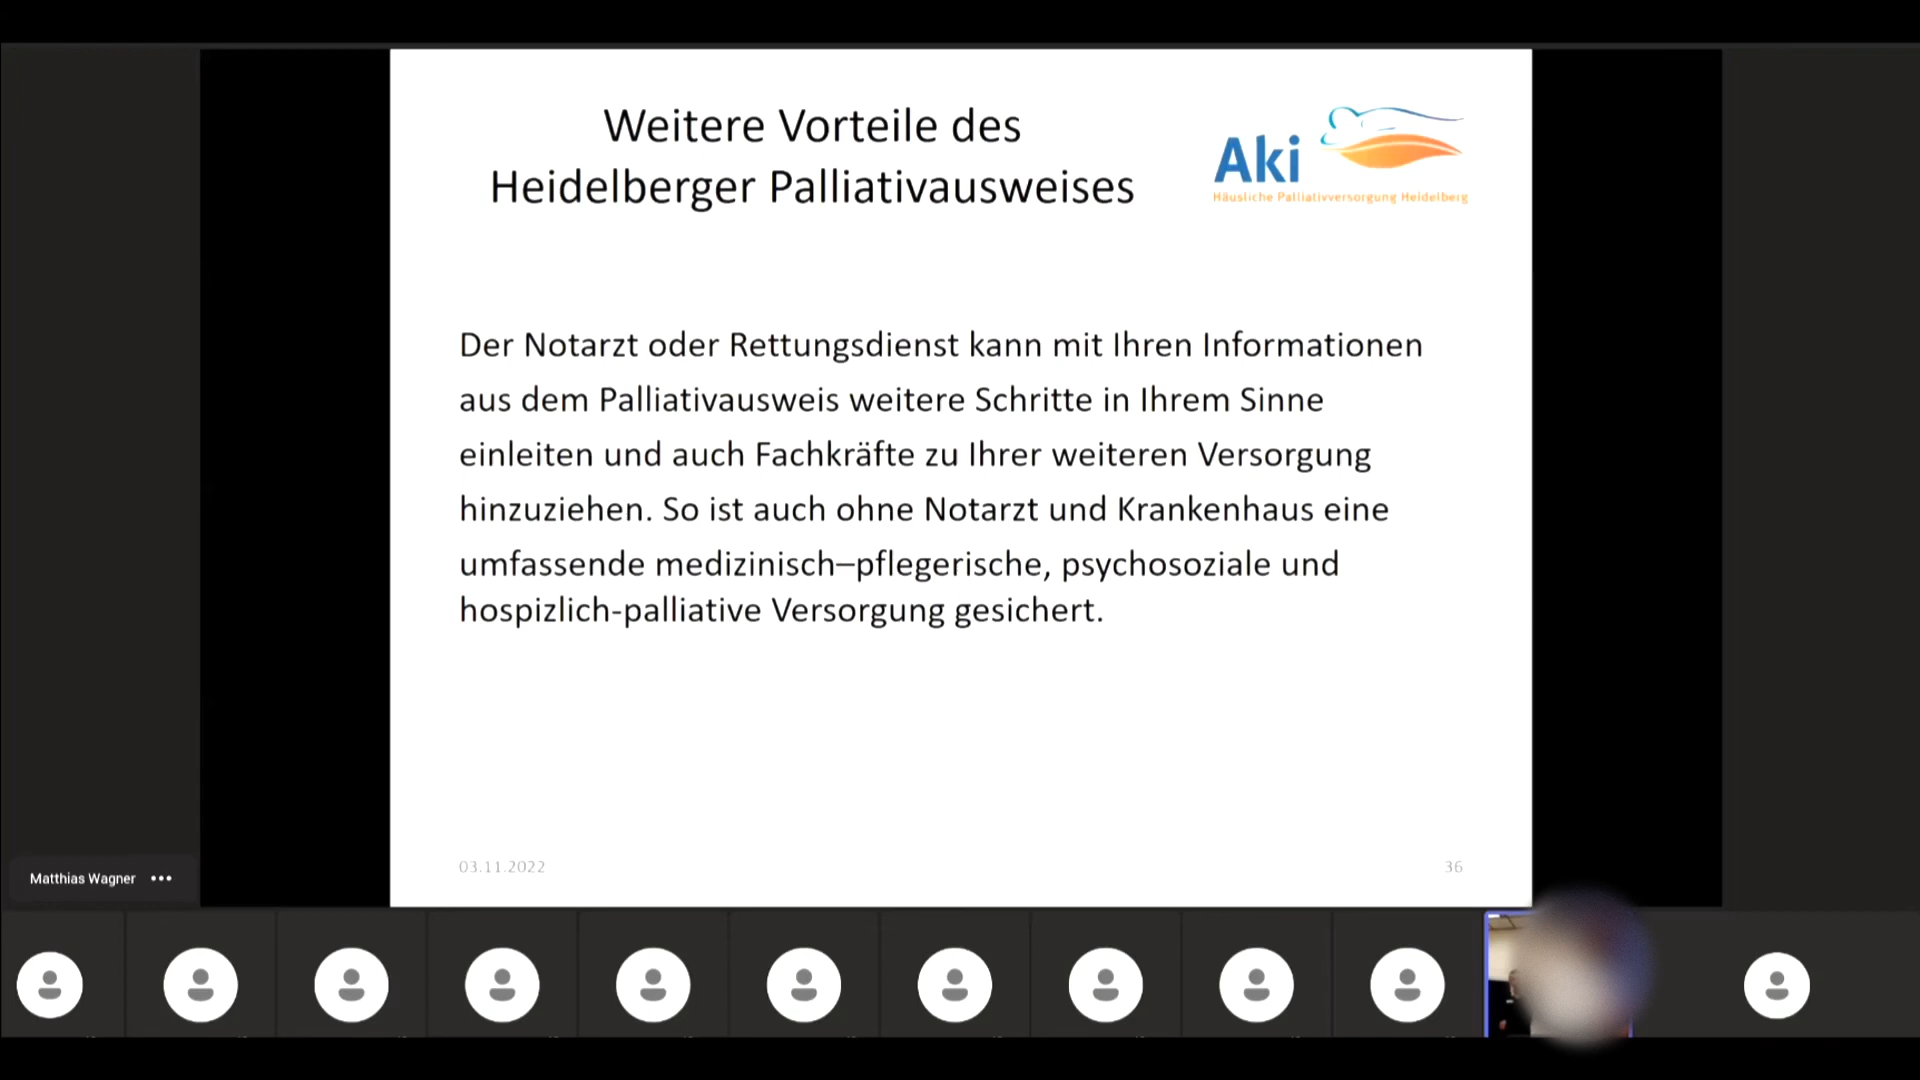 Weitere Vorteile des
Heidelberger Palliativausweises
Aki
Häusliche Palliativversorgung Heidelberg
Der Notarzt oder Rettungsdienst kann mit Ihren Informationen
aus dem Palliativausweis weitere Schritte in Ihrem Sinne
einleiten und auch Fachkräfte zu Ihrer weiteren Versorgung
hinzuziehen. So ist auch ohne Notarzt und Krankenhaus eine
umfassende medizinisch–pflegerische, psychosoziale und
hospizlich-palliative Versorgung gesichert.
03.11.2022
36
Matthias Wagner •••